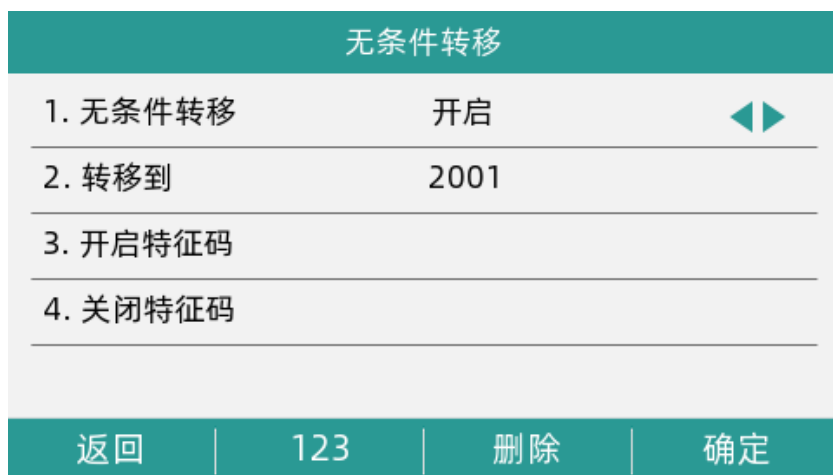 无条件转移
1. 无条件转移 开启
2. 转移到 2001
3. 开启特征码
4. 关闭特征码
返回 123 删除 确定